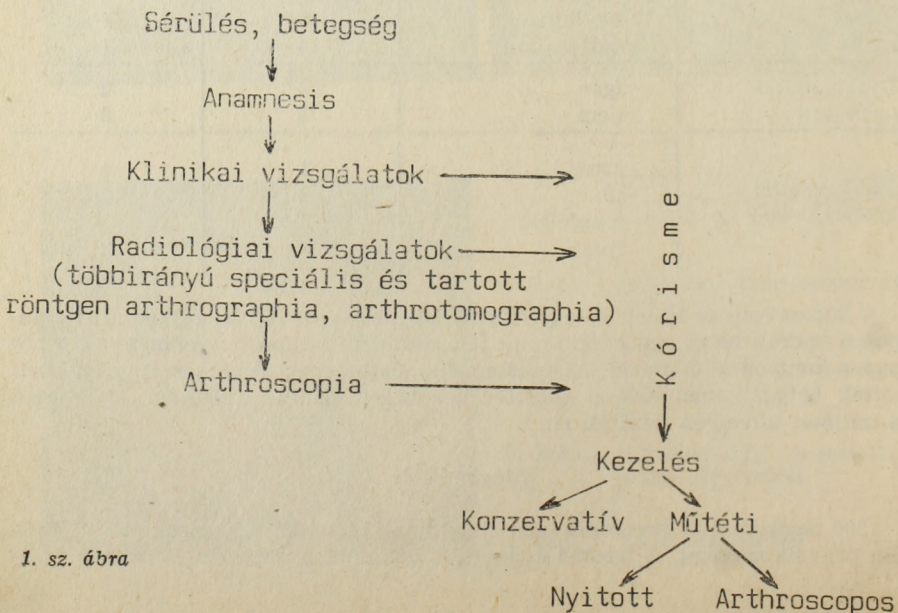 Sérülés, betegség
Anamnesis
Klinikai vizsgálatok
Radiológiai vizsgálatok
(többirányú speciális és tartott
röntgen arthrographia, arthrotomographia)
Arthroscopia
Kórisme
Kezelés
Konzervatív Műtéti
Nyitott Arthroscopos
1. sz. ábra